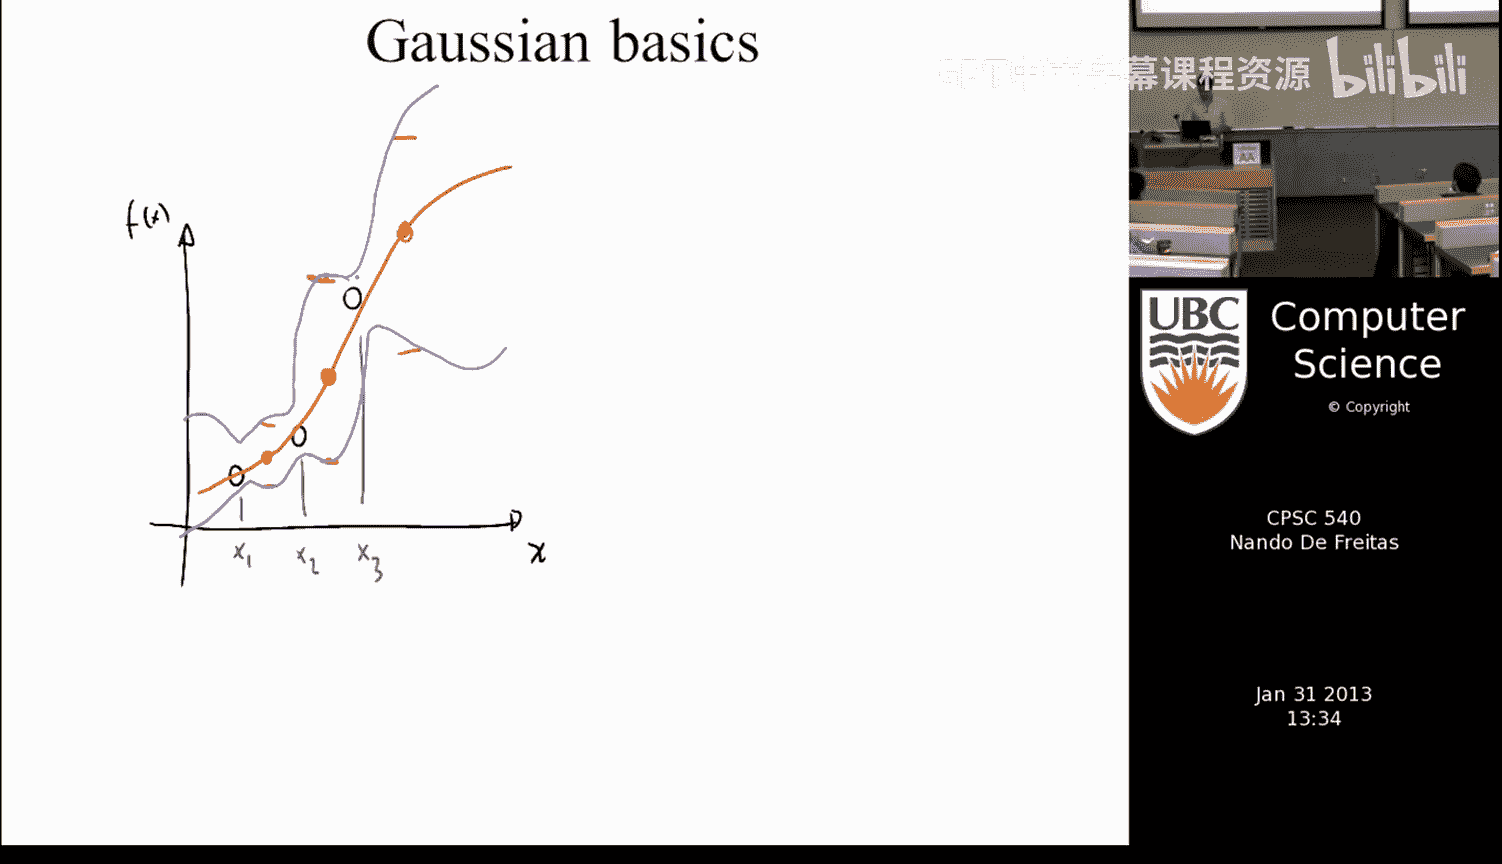 Gaussian basics
f(x)
x₁ x₂ x₃
x
课程资源 bilibili
UBC
Computer
Science
© Copyright
CPSC 540
Nando De Freitas
Jan 31 2013
13:34